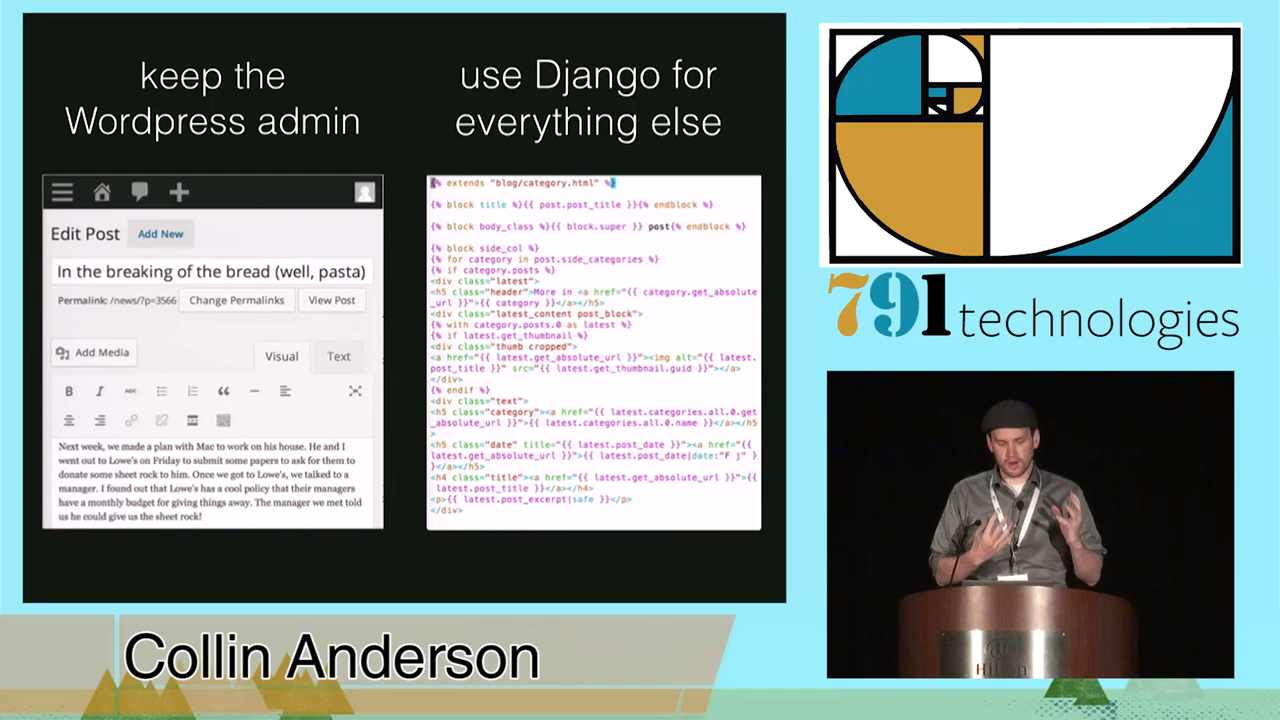 keep the
Wordpress admin
use Django for
everything else
Edit Post
Add New
In the breaking of the bread (well, pasta)
Permalink: /news/?p=3566
Change Permalinks
View Post
Add Media
Visual
Text
B
I
ABC
Next week, we made a plan with Mac to work on his house. He and I
went out to Lowe's on Friday to submit some papers to ask for them to
donate some sheet rock to him. Once we got to Lowe's, we talked to a
manager. I found out that Lowe's has a cool policy that their managers
have a monthly budget for giving things away. The manager we met told
us he could give us the sheet rock!
{% extends "blog/category.html" %}
{% block title %}{{ post.post_title }}{% endblock %}
{% block body_class %}{{ block.super }} post{% endblock %}
{% block side_col %}
{% for category in post.side_categories %}
{% if category.posts %}
<div class="latest">
<h5 class="header">More in <a href="{{ category.get_absolute
_url }}">{{ category }}</a></h5>
<div class="latest_content post_block">
{% with category.posts.0 as latest %}
{% if latest.get_thumbnail %}
<div class="thumb cropped">
<a href="{{ latest.get_absolute_url }}"><img alt="{{ latest.
post_title }}" src="{{ latest.get_thumbnail.guid }}"></a>
</div>
{% endif %}
<div class="text">
<h5 class="category"><a href="{{ latest.categories.all.0.get
_absolute_url }}">{{ latest.categories.all.0.name }}</a></h5
>
<h5 class="date" title="{{ latest.post_date }}"><a href="{{
latest.get_absolute_url }}">{{ latest.post_date|date:"F j" }
}</a></h5>
<h4 class="title"><a href="{{ latest.get_absolute_url }}">{{
latest.post_title }}</a></h4>
<p>{{ latest.post_excerpt|safe }}</p>
</div>
791 technologies
Hilton
Collin Anderson